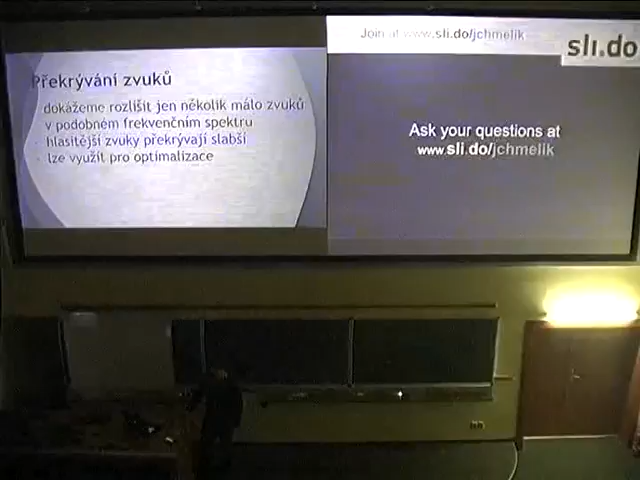 Překrývání zvuků
dokážeme rozlišit jen několik málo zvuků
v podobném frekvenčním spektru
hlasitější zvuky překrývají slabší
lze využít pro optimalizace
Join at www.sli.do/jchmelik
sli.do
Ask your questions at
www.sli.do/jchmelik